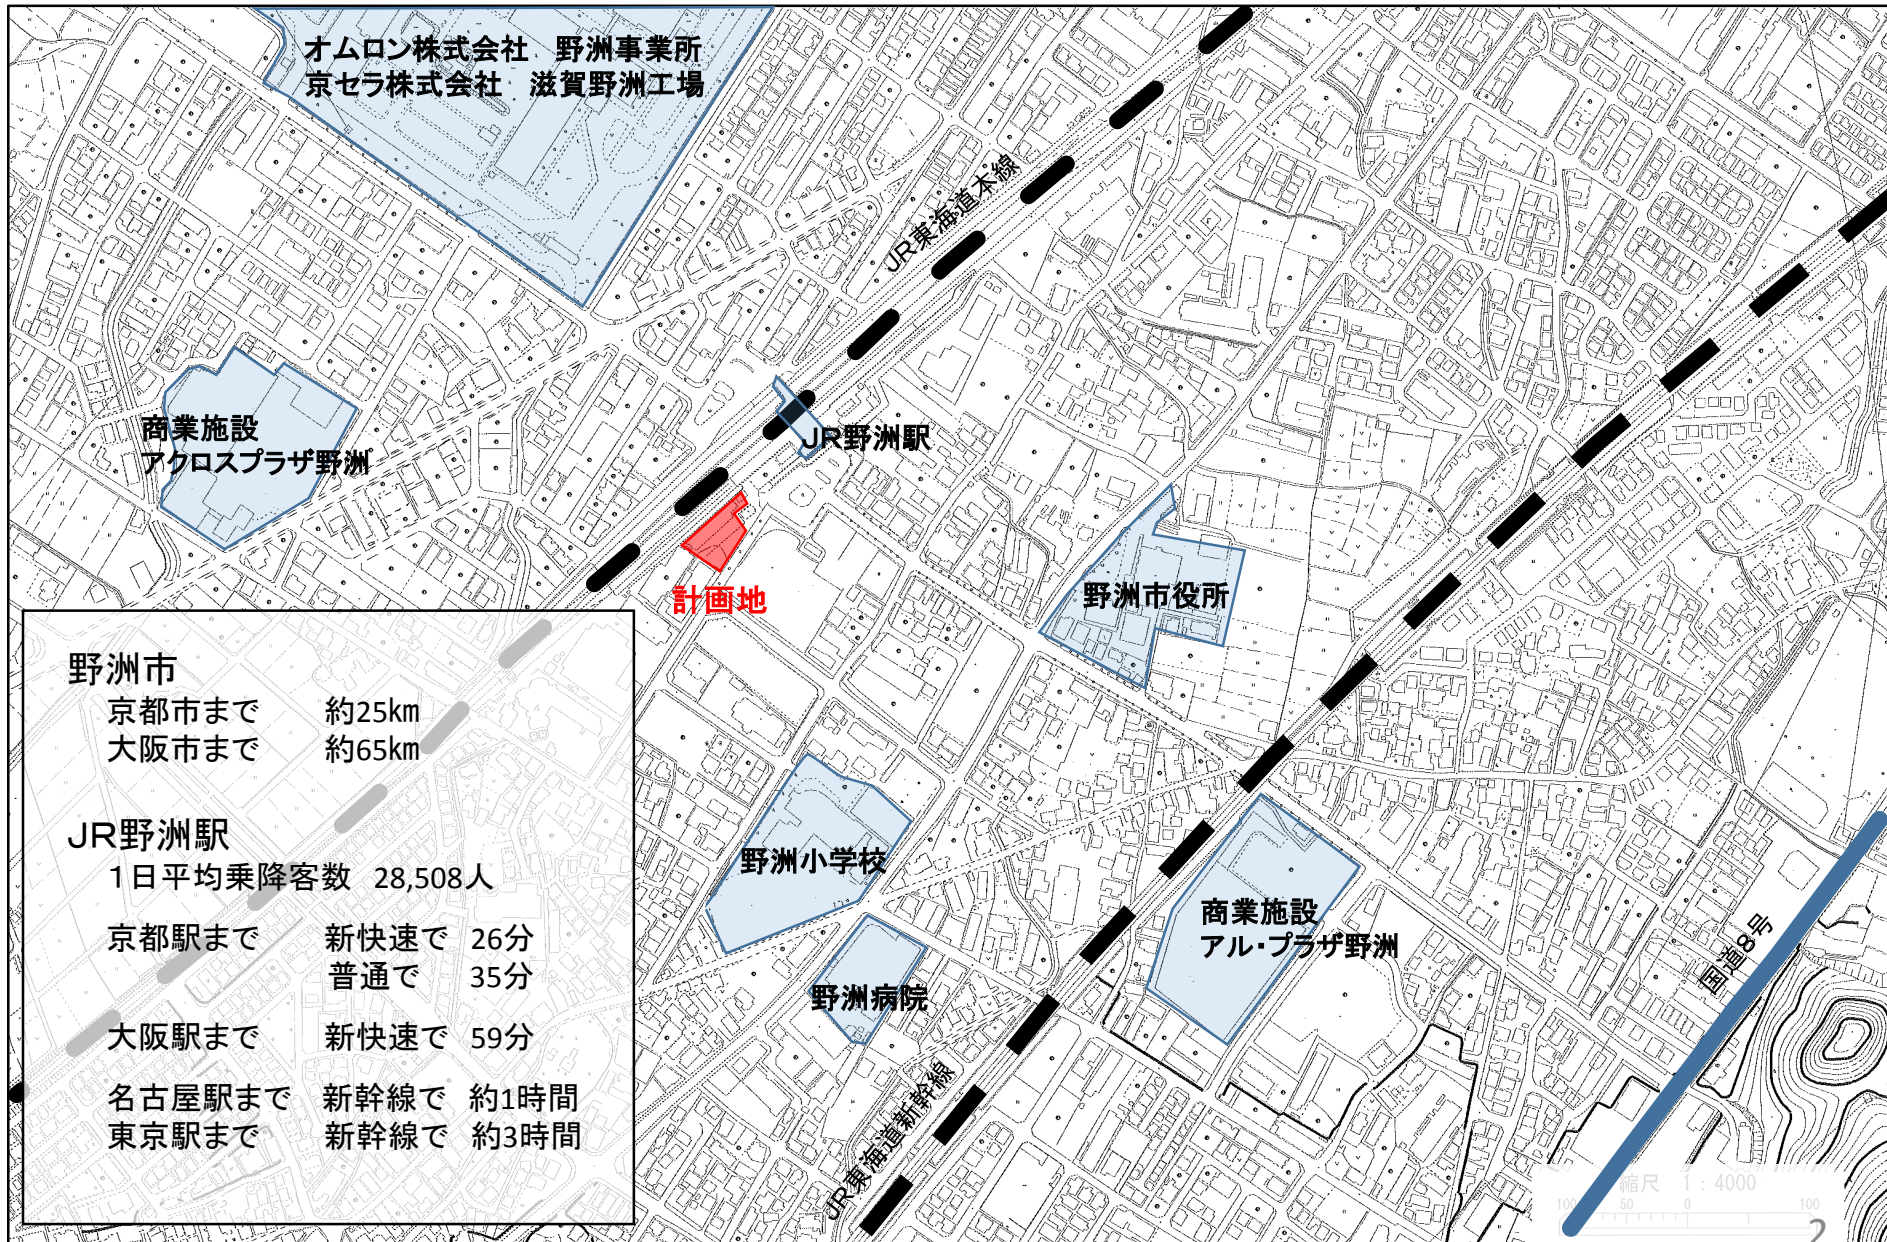 オムロン株式会社　野洲事業所
京セラ株式会社　滋賀野洲工場
JR東海道本線
商業施設
アクロスプラザ野洲
JR野洲駅
計画地
野洲市役所
野洲市
京都市まで　約25km
大阪市まで　約65km
JR野洲駅
1日平均乗降客数　28,508人
京都駅まで　新快速で　26分
普通で　35分
大阪駅まで　新快速で　59分
名古屋駅まで　新幹線で　約1時間
東京駅まで　新幹線で　約3時間
野洲小学校
野洲病院
商業施設
アル・プラザ野洲
国道8号
JR東海道新幹線
縮尺　1：4000
100 50 0 100
2